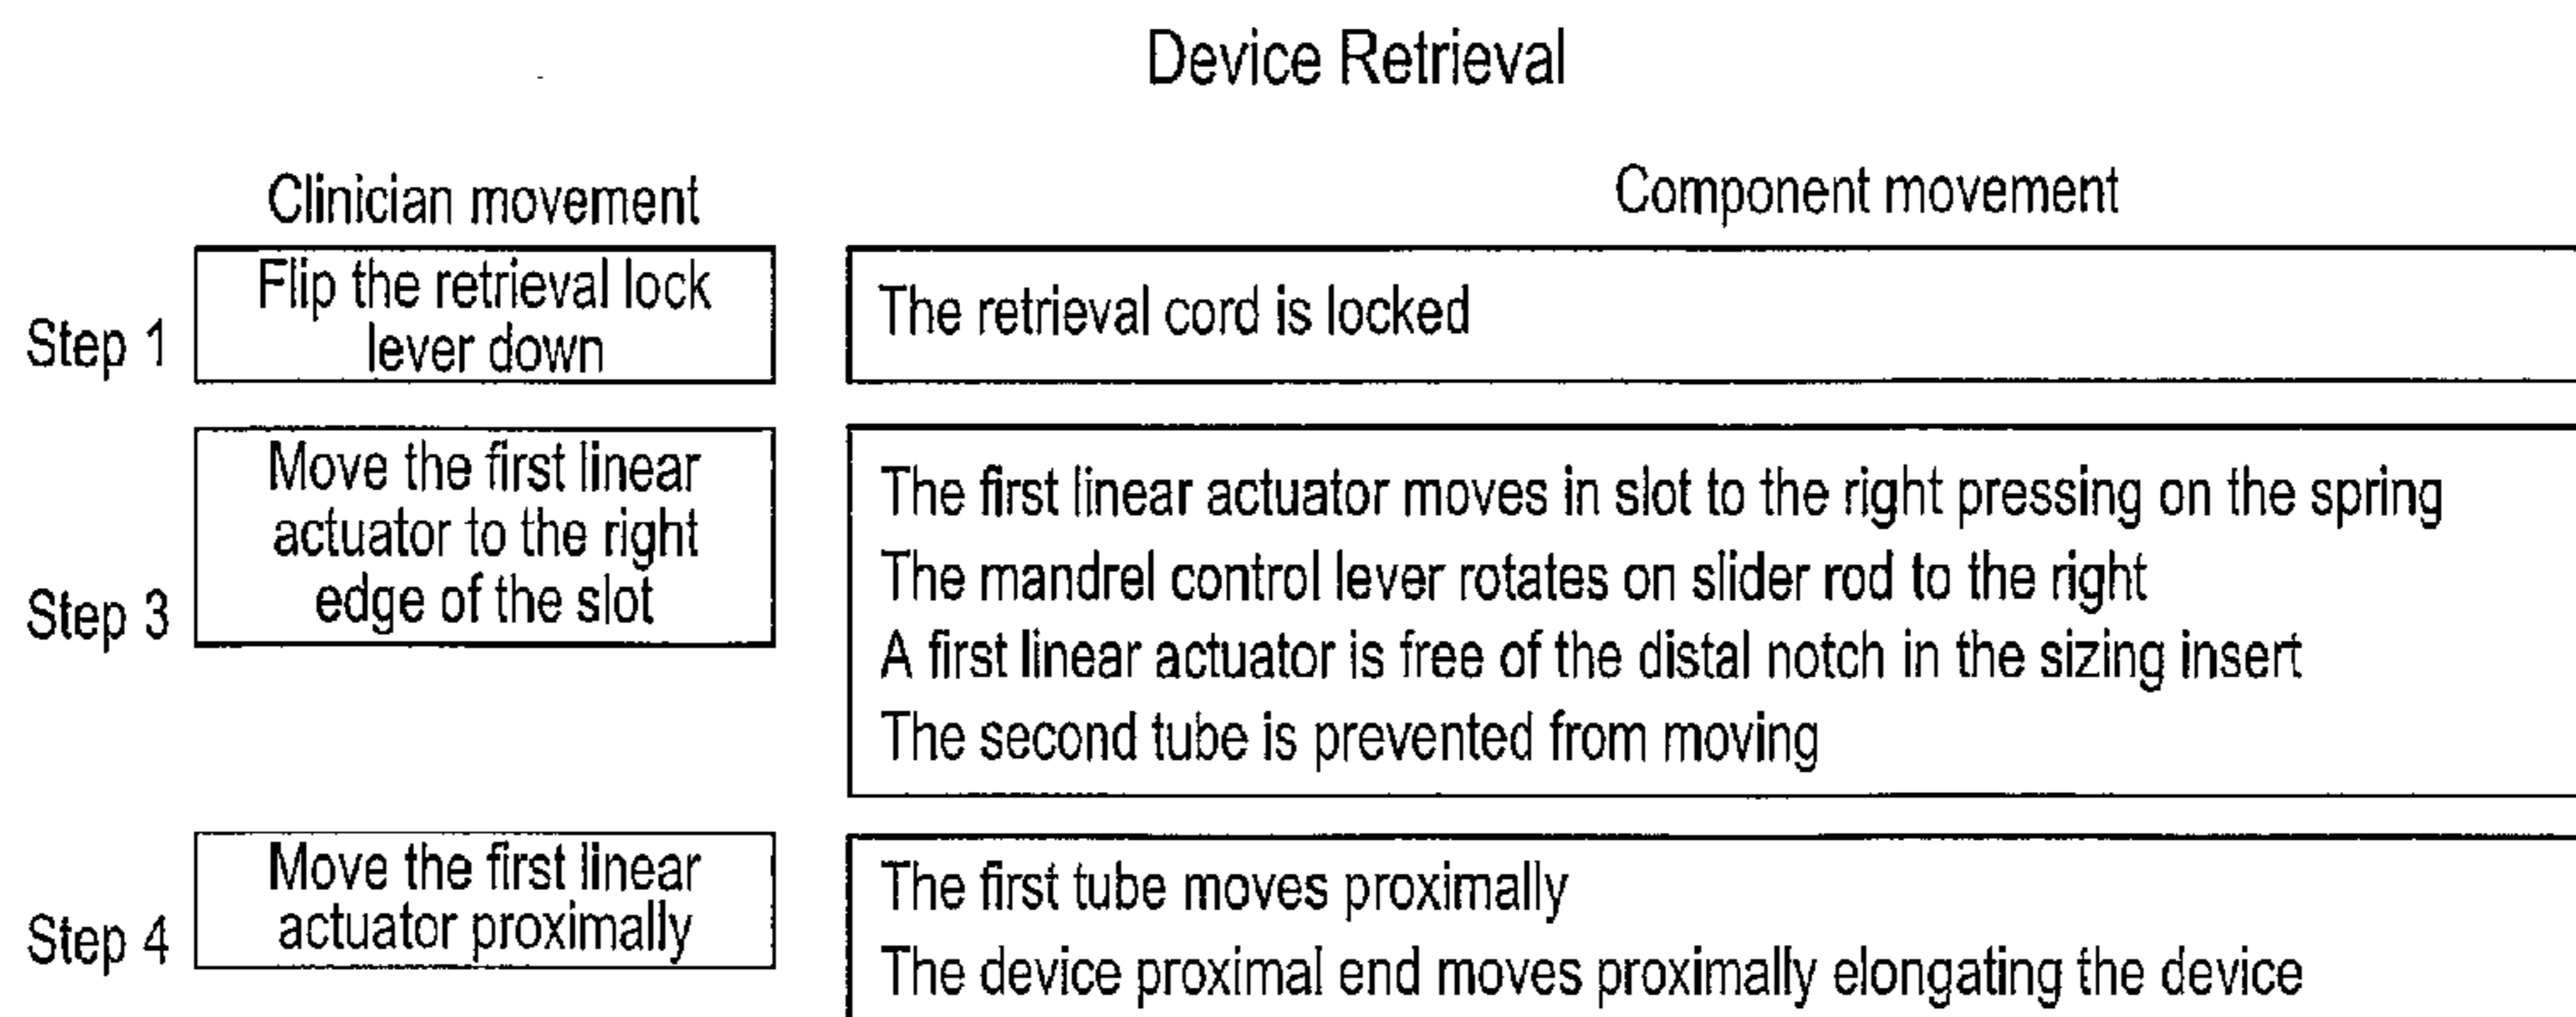 Device Retrieval
Clinician movement
Component movement
Step 1
Flip the retrieval lock
lever down
The retrieval cord is locked
Step 3
Move the first linear
actuator to the right
edge of the slot
The first linear actuator moves in slot to the right pressing on the spring
The mandrel control lever rotates on slider rod to the right
A first linear actuator is free of the distal notch in the sizing insert
The second tube is prevented from moving
Step 4
Move the first linear
actuator proximally
The first tube moves proximally
The device proximal end moves proximally elongating the device